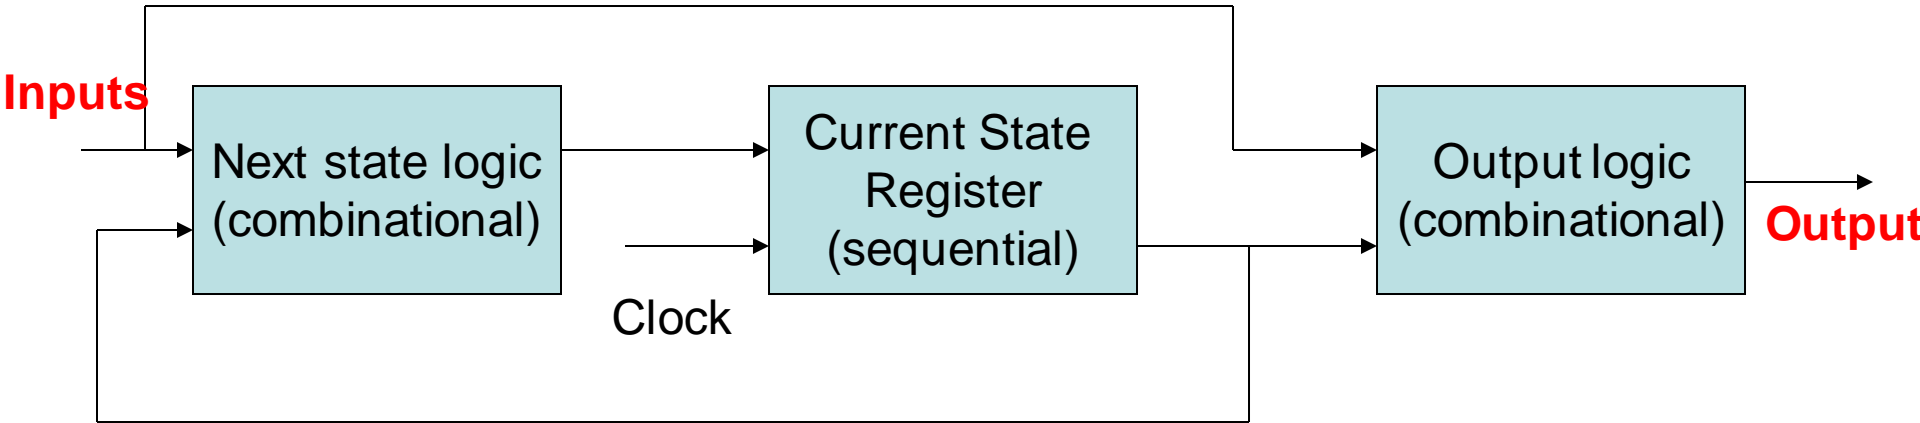 Inputs
Next state logic
(combinational)
Current State
Register
(sequential)
Clock
Output logic
(combinational)
Output